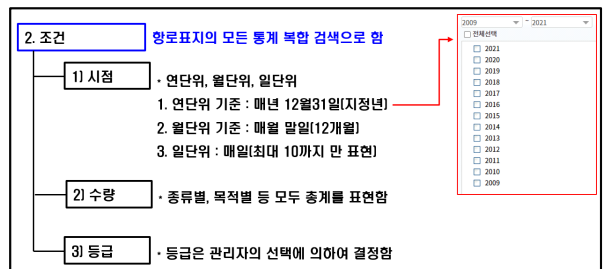 2. 조건
항로표지의 모든 통계 복합 검색으로 함
1) 시점
* 연단위, 월단위, 일단위
1. 연단위 기준 : 매년 12월31일(지정년)
2. 월단위 기준 : 매월 말일(12개월)
3. 일단위 : 매일(최대 10까지 만 표현)
2) 수량
* 종류별, 목적별 등 모두 총계를 표현함
3) 등급
* 등급은 관리자의 선택에 의하여 결정함
2009 ~ 2021
전체선택
2021
2020
2019
2018
2017
2016
2015
2014
2013
2012
2011
2010
2009